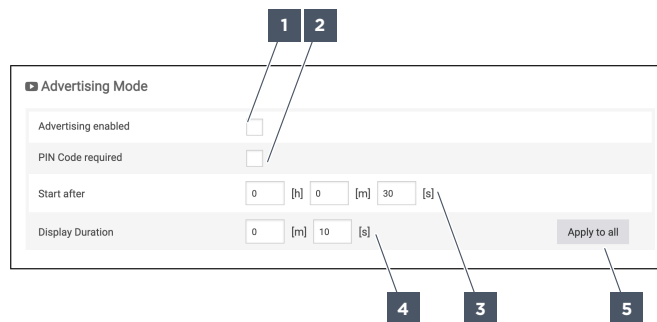 1 2
Advertising Mode
Advertising enabled
PIN Code required
Start after 0 [h] 0 [m] 30 [s]
Display Duration 0 [m] 10 [s] Apply to all
4 3 5